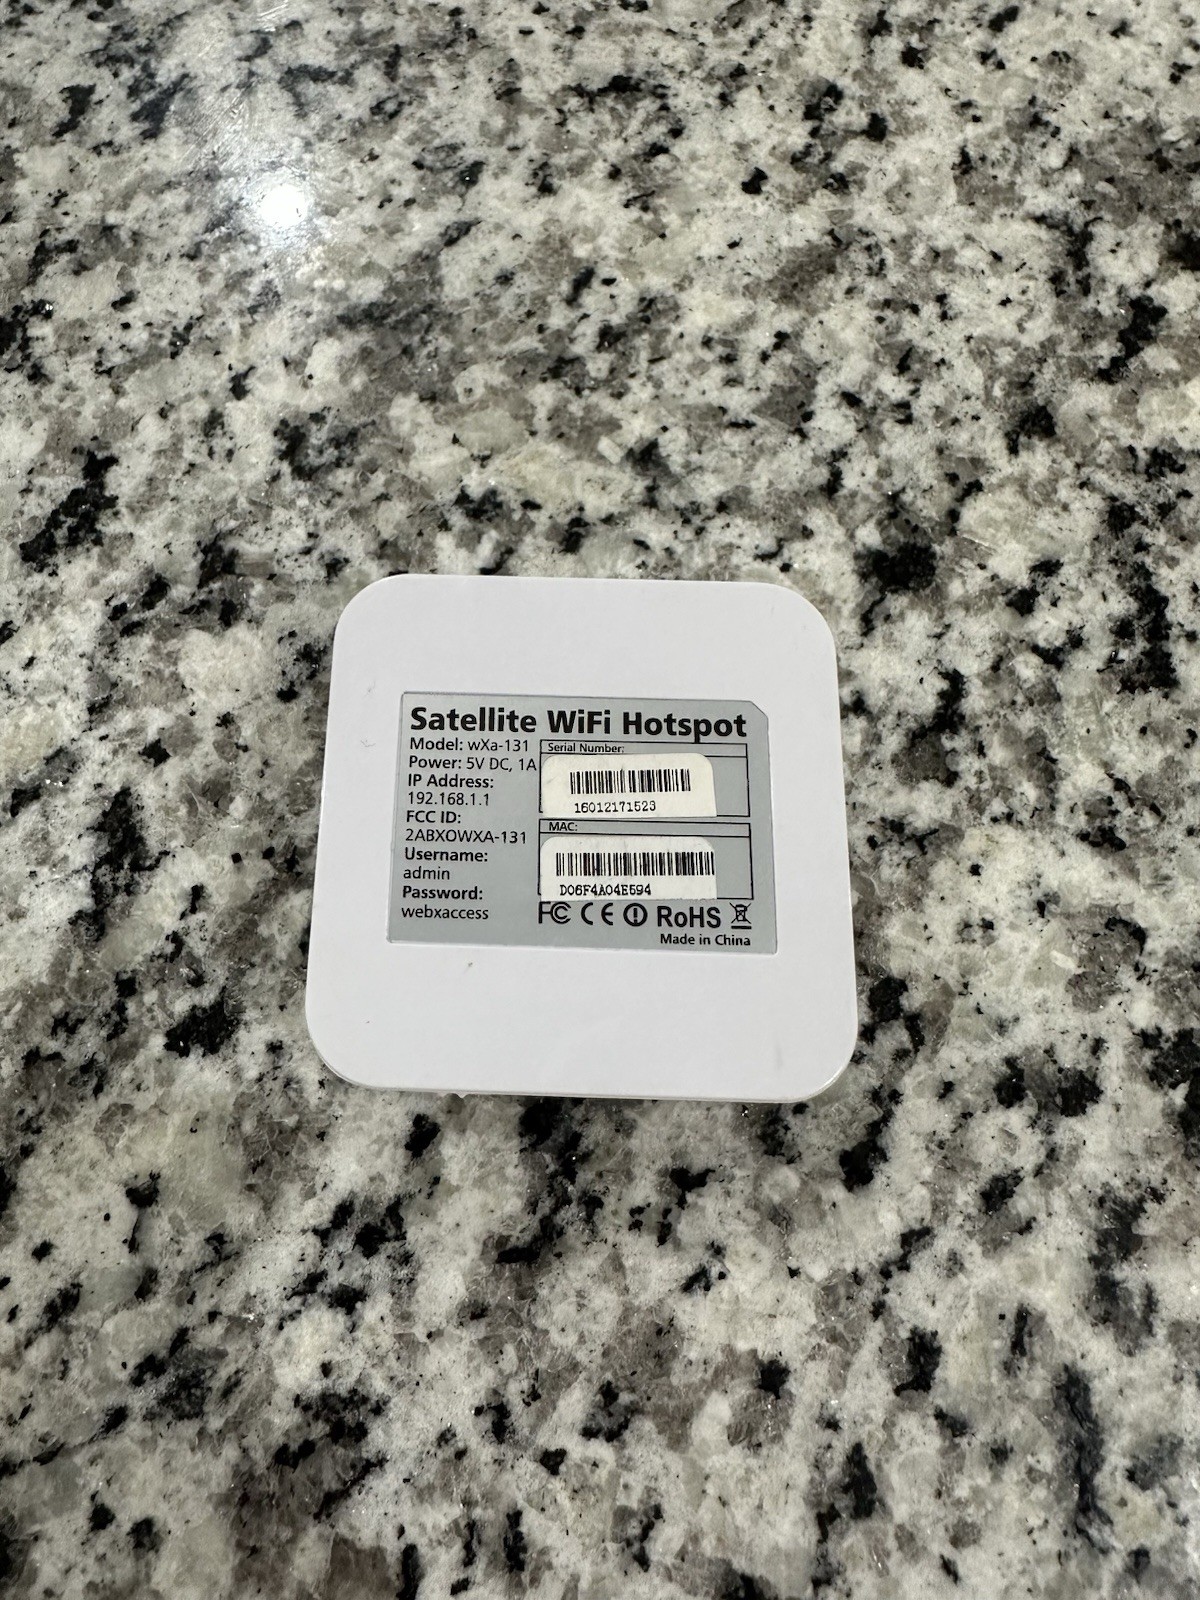 Satellite WiFi Hotspot
Model: wXa-131
Power: 5V DC, 1A
IP Address:
192.168.1.1
FCC ID:
2ABXOWXA-131
Username:
admin
Password:
webxaccess
Serial Number:
16012171523
MAC:
D06F4A04E594
FC CE RoHS
Made in China